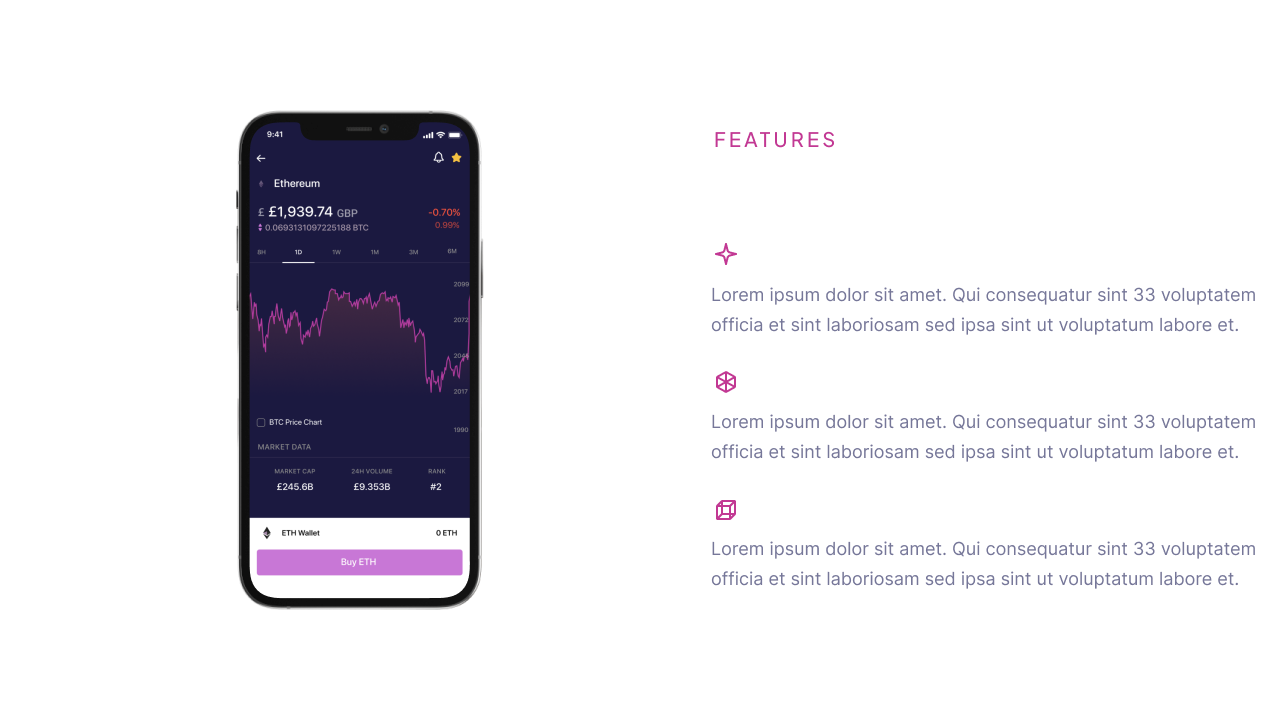 9:41
Ethereum
£ £1,939.74 GBP
-0.70%
0.0693131097225188 BTC
0.99%
8H 1D 1W 1M 3M 6M
2099
2072
2046
2017
BTC Price Chart
1990
MARKET DATA
MARKET CAP 24H VOLUME RANK
£245.6B £9.353B #2
ETH Wallet 0 ETH
Buy ETH
FEATURES
Lorem ipsum dolor sit amet. Qui consequatur sint 33 voluptatem
officia et sint laboriosam sed ipsa sint ut voluptatum labore et.
Lorem ipsum dolor sit amet. Qui consequatur sint 33 voluptatem
officia et sint laboriosam sed ipsa sint ut voluptatum labore et.
Lorem ipsum dolor sit amet. Qui consequatur sint 33 voluptatem
officia et sint laboriosam sed ipsa sint ut voluptatum labore et.